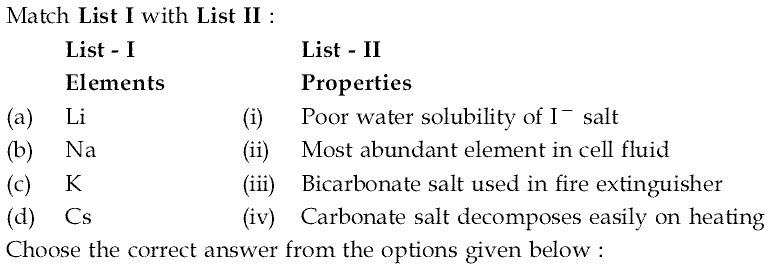 Match List I with List II :
List - I List - II
Elements Properties
(a) Li (i) Poor water solubility of I⁻ salt
(b) Na (ii) Most abundant element in cell fluid
(c) K (iii) Bicarbonate salt used in fire extinguisher
(d) Cs (iv) Carbonate salt decomposes easily on heating
Choose the correct answer from the options given below :